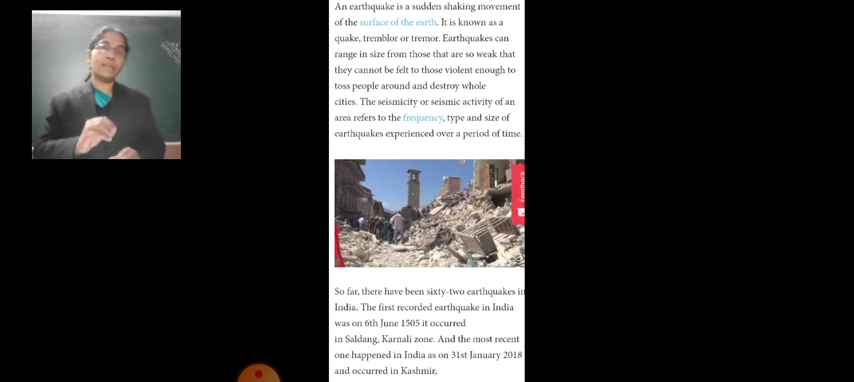 An earthquake is a sudden shaking movement
of the surface of the earth. It is known as a
quake, tremblor or tremor. Earthquakes can
range in size from those that are so weak that
they cannot be felt to those violent enough to
toss people around and destroy whole
cities. The seismicity or seismic activity of an
area refers to the frequency, type and size of
earthquakes experienced over a period of time.
Feedback
So far, there have been sixty-two earthquakes in
India. The first recorded earthquake in India
was on 6th June 1505 it occurred
in Saldang, Karnali zone. And the most recent
one happened in India as on 31st January 2018
and occurred in Kashmir,